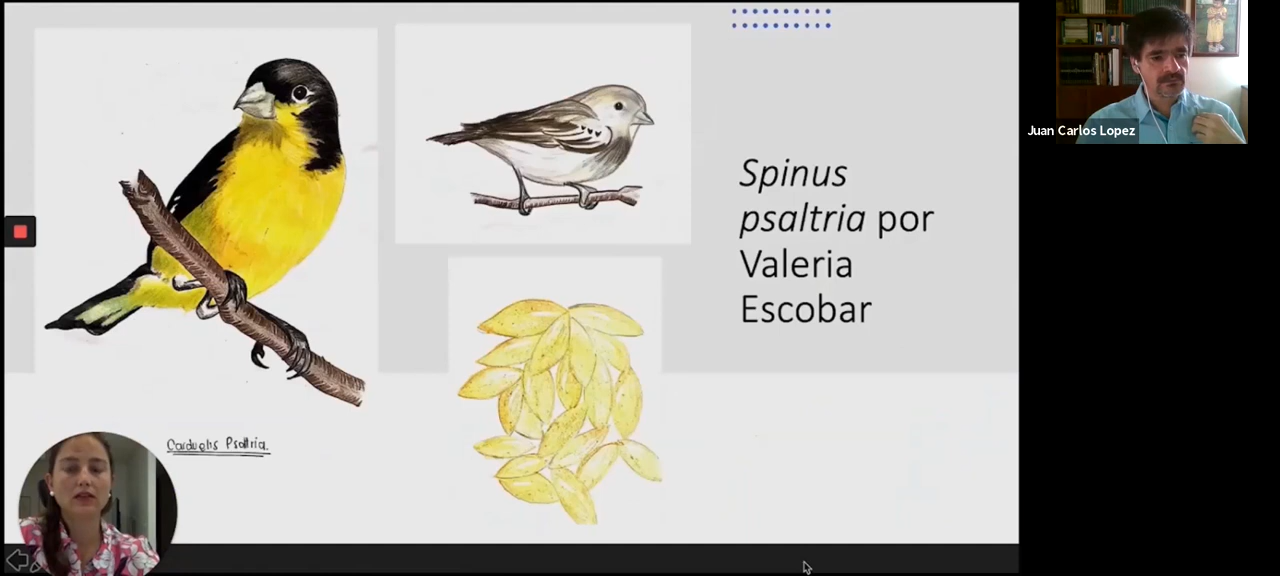 Spinus
psaltria por
Valeria
Escobar
Carduelis Psaltria.
Juan Carlos Lopez